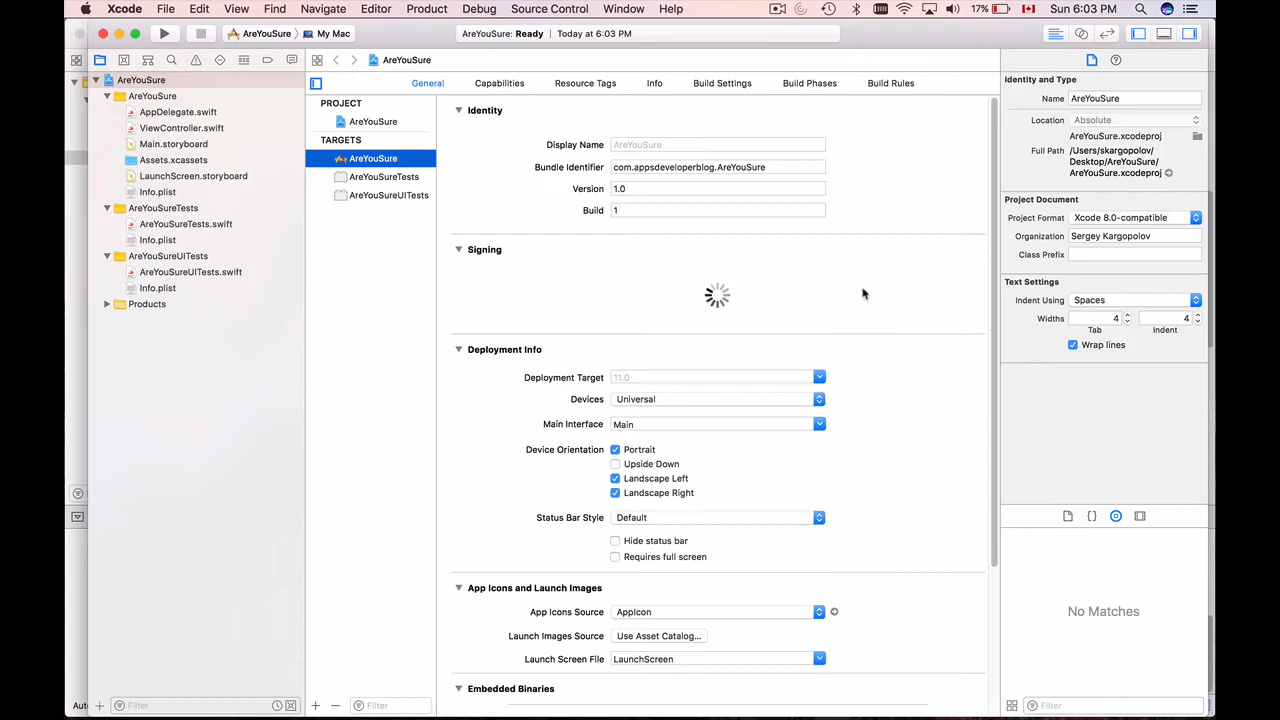 Xcode File Edit View Find Navigate Editor Product Debug Source Control Window Help 17% Sun 6:03 PM
AreYouSure My Mac AreYouSure: Ready Today at 6:03 PM
AreYouSure
General Capabilities Resource Tags Info Build Settings Build Phases Build Rules
AreYouSure
AreYouSure
AppDelegate.swift
ViewController.swift
Main.storyboard
Assets.xcassets
LaunchScreen.storyboard
Info.plist
AreYouSureTests
AreYouSureTests.swift
Info.plist
AreYouSureUITests
AreYouSureUITests.swift
Info.plist
Products
Filter
PROJECT
AreYouSure
TARGETS
AreYouSure
AreYouSureTests
AreYouSureUITests
Filter
Identity
Display Name AreYouSure
Bundle Identifier com.appsdeveloperblog.AreYouSure
Version 1.0
Build 1
Signing
Deployment Info
Deployment Target 11.0
Devices Universal
Main Interface Main
Device Orientation Portrait
Upside Down
Landscape Left
Landscape Right
Status Bar Style Default
Hide status bar
Requires full screen
App Icons and Launch Images
App Icons Source AppIcon
Launch Images Source Use Asset Catalog...
Launch Screen File LaunchScreen
Embedded Binaries
Identity and Type
Name AreYouSure
Location Absolute
AreYouSure.xcodeproj
Full Path /Users/skargopolov/
Desktop/AreYouSure/
AreYouSure.xcodeproj
Project Document
Project Format Xcode 8.0-compatible
Organization Sergey Kargopolov
Class Prefix
Text Settings
Indent Using Spaces
Widths 4 4
Tab Indent
Wrap lines
No Matches
Filter